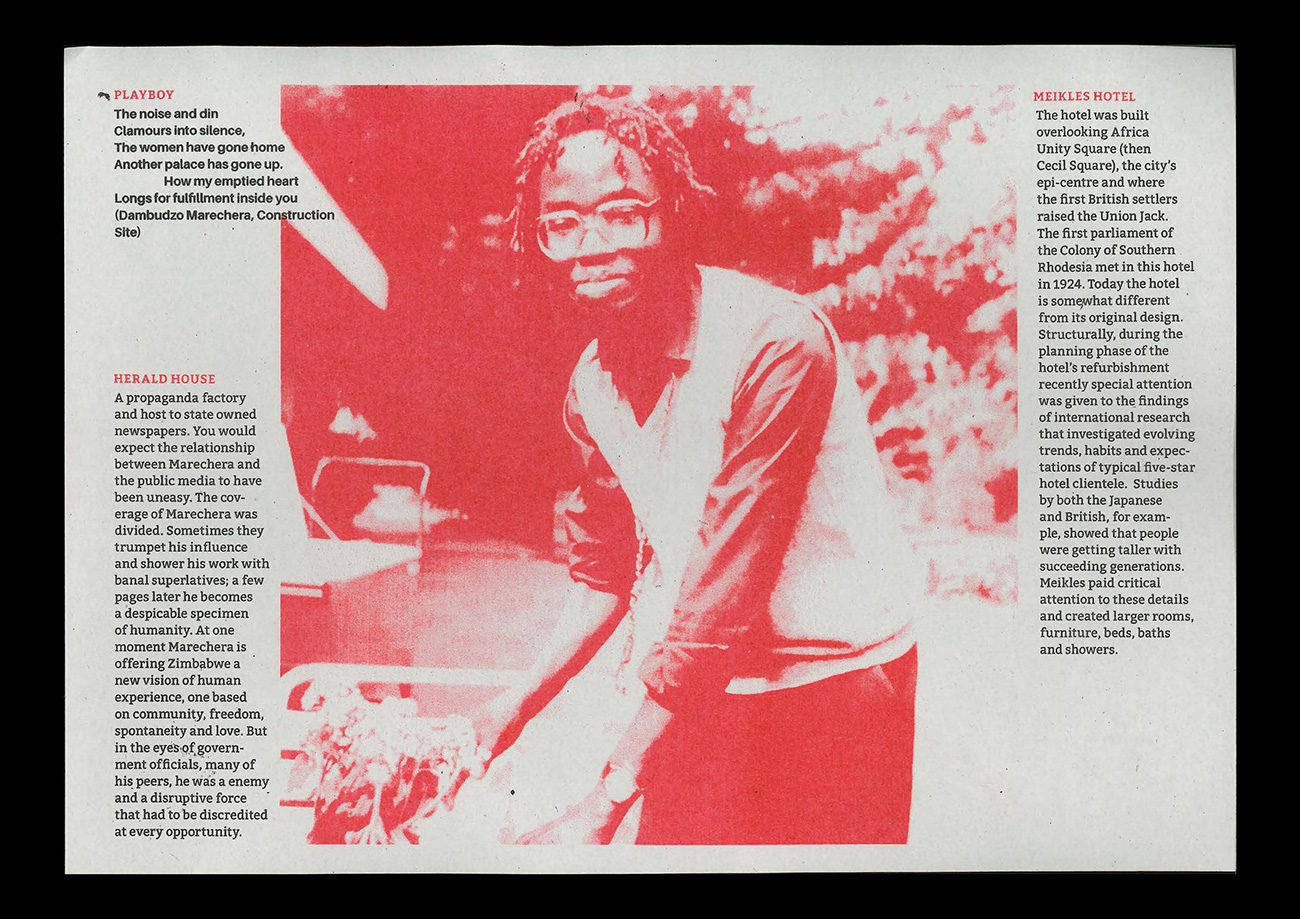 PLAYBOY
The noise and din
Clamours into silence,
The women have gone home
Another palace has gone up.
How my emptied heart
Longs for fulfillment inside you
(Dambudzo Marechera, Construction
Site)
HERALD HOUSE
A propaganda factory
and host to state owned
newspapers. You would
expect the relationship
between Marechera and
the public media to have
been uneasy. The cov-
erage of Marechera was
divided. Sometimes they
trumpet his influence
and shower his work with
banal superlatives; a few
pages later he becomes
a despicable specimen
of humanity. At one
moment Marechera is
offering Zimbabwe a
new vision of human
experience, one based
on community, freedom,
spontaneity and love. But
in the eyes of govern-
ment officials, many of
his peers, he was a enemy
and a disruptive force
that had to be discredited
at every opportunity.
MEIKLES HOTEL
The hotel was built
overlooking Africa
Unity Square (then
Cecil Square), the city's
epi-centre and where
the first British settlers
raised the Union Jack.
The first parliament of
the Colony of Southern
Rhodesia met in this hotel
in 1924. Today the hotel
is somewhat different
from its original design.
Structurally, during the
planning phase of the
hotel's refurbishment
recently special attention
was given to the findings
of international research
that investigated evolving
trends, habits and expec-
tations of typical five-star
hotel clientele. Studies
by both the Japanese
and British, for exam-
ple, showed that people
were getting taller with
succeeding generations.
Meikles paid critical
attention to these details
and created larger rooms,
furniture, beds, baths
and showers.